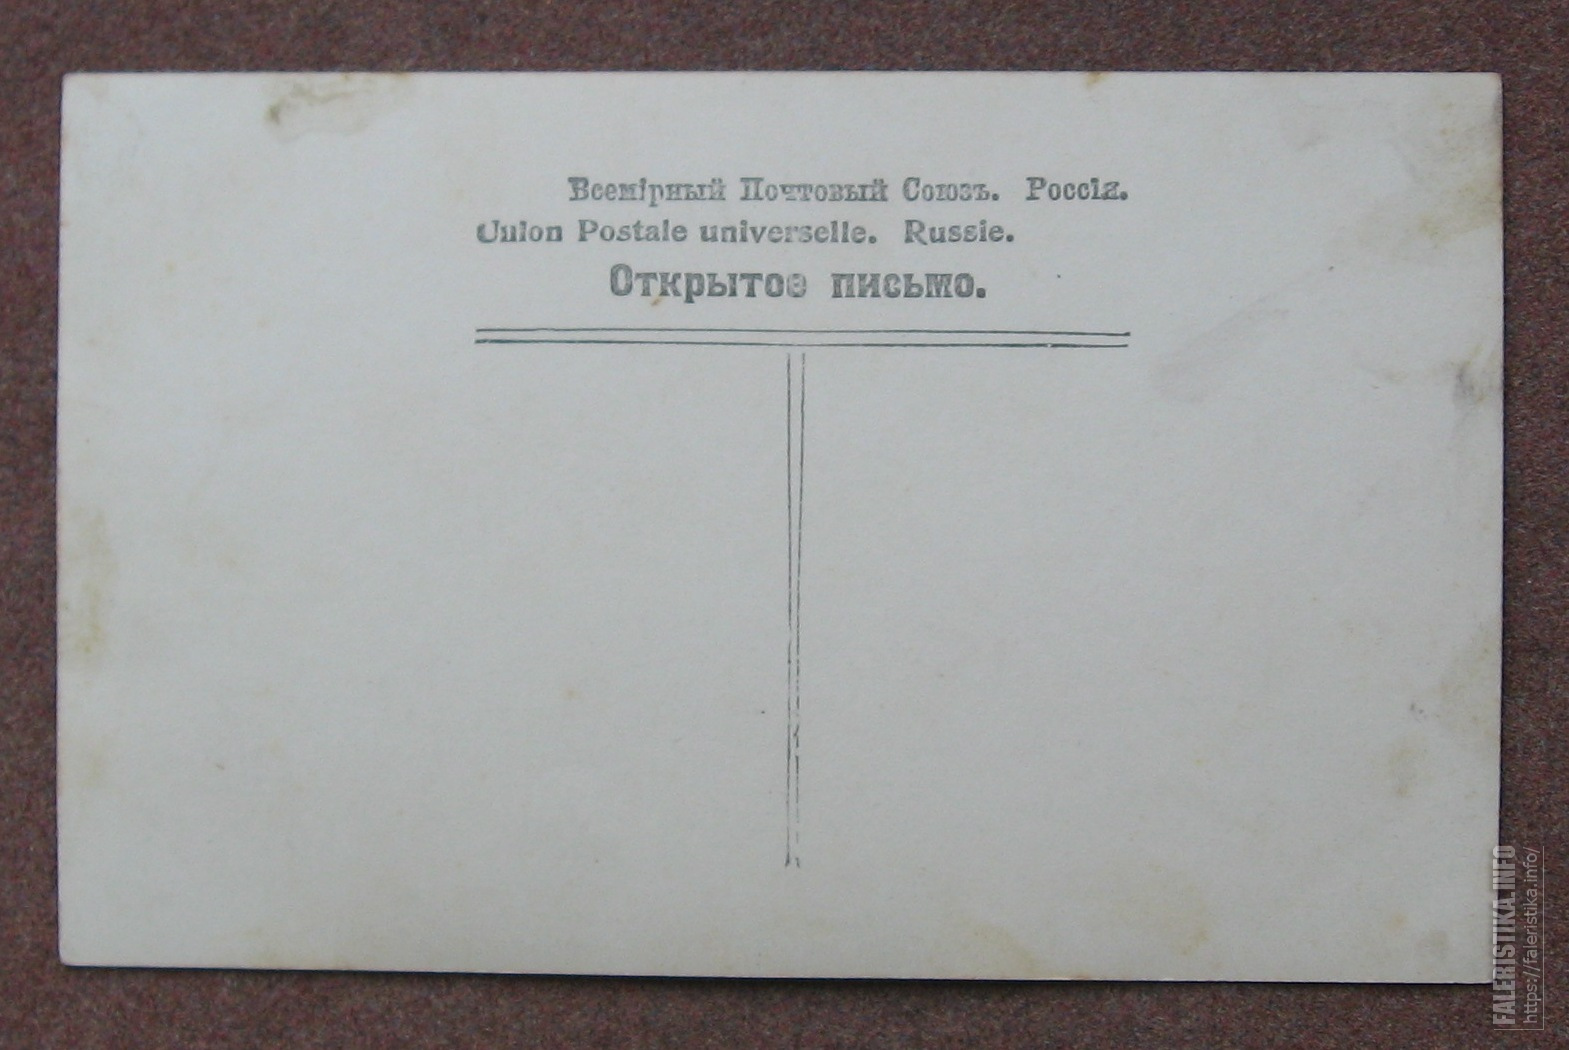 Всемірный Почтовый Союзъ. Россія.
Union Postale universelle. Russie.
Открытое письмо.
FALERISTIKA.INFO
https://faleristika.info/